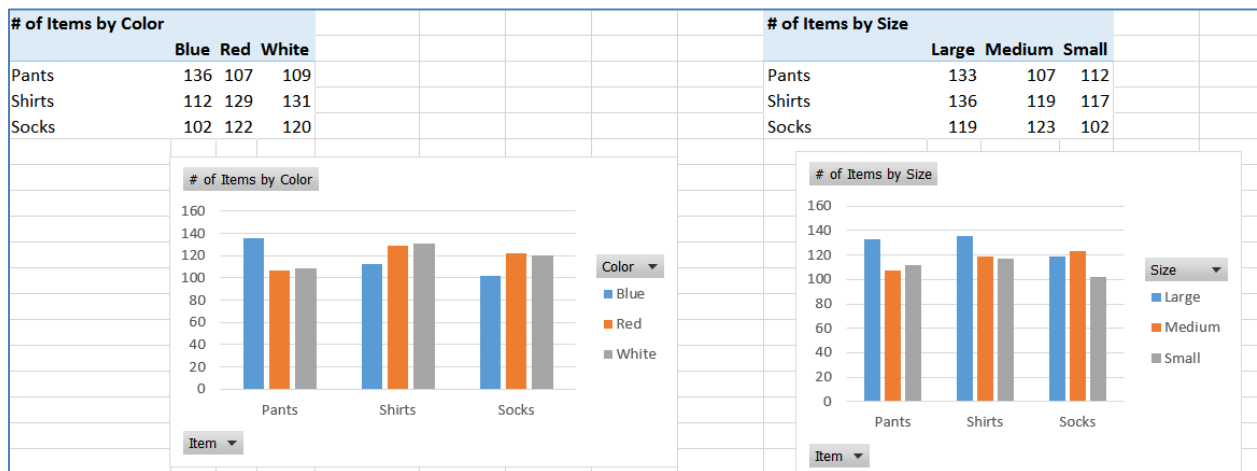 # of Items by Color
Blue Red White
Pants 136 107 109
Shirts 112 129 131
Socks 102 122 120
# of Items by Color
160
140
120
100
80
60
40
20
0
Pants Shirts Socks
Color
Blue
Red
White
Item
# of Items by Size
Large Medium Small
Pants 133 107 112
Shirts 136 119 117
Socks 119 123 102
# of Items by Size
160
140
120
100
80
60
40
20
0
Pants Shirts Socks
Size
Large
Medium
Small
Item